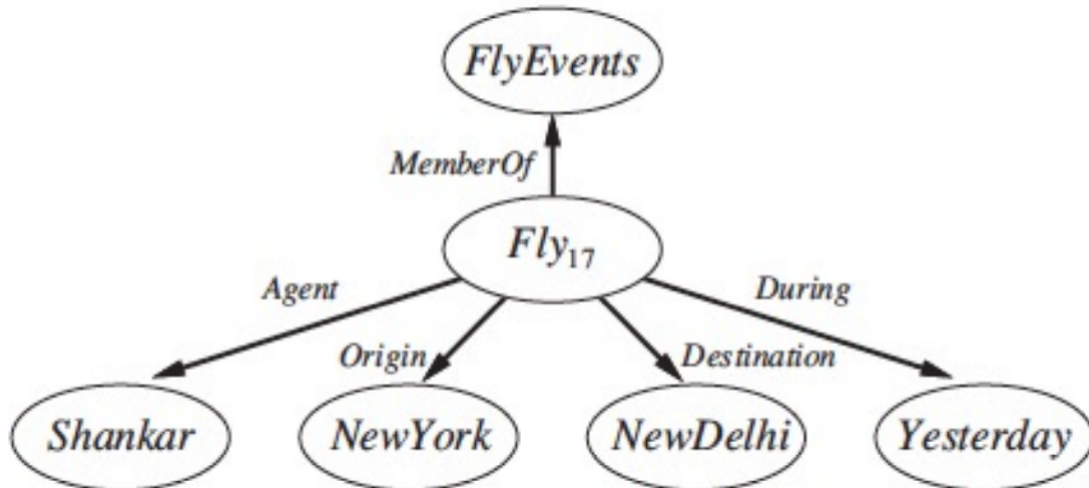 FlyEvents
MemberOf
Fly₁₇
Agent
During
Origin
Destination
Shankar
NewYork
NewDelhi
Yesterday